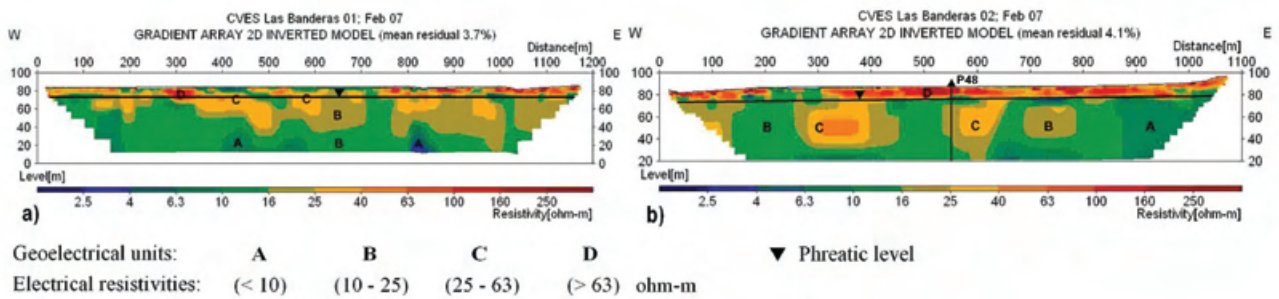 CVES Las Banderas 01; Feb 07
W GRADIENT ARRAY 2D INVERTED MODEL (mean residual 3.7%) E
Distance[m]
0 100 200 300 400 500 600 700 800 900 1000 1100 1200
100 100
80 D 80
C C
60 60
B
40 40
20 A B A 20
0 0
Level[m]
2.5 4 6.3 10 16 25 40 63 100 160 250
a) Resistivity[ohm-m]
CVES Las Banderas 02; Feb 07
W GRADIENT ARRAY 2D INVERTED MODEL (mean residual 4.1%) E
Distance[m]
0 100 200 300 400 500 600 700 800 900 1000 1100
100 P48 100
80 D 80
60 60
B C C B A
40 40
20 20
Level[m]
2.5 4 6.3 10 16 25 40 63 100 160 250
b) Resistivity[ohm-m]
Geoelectrical units: A B C D Phreatic level
Electrical resistivities: (< 10) (10 - 25) (25 - 63) (> 63) ohm-m